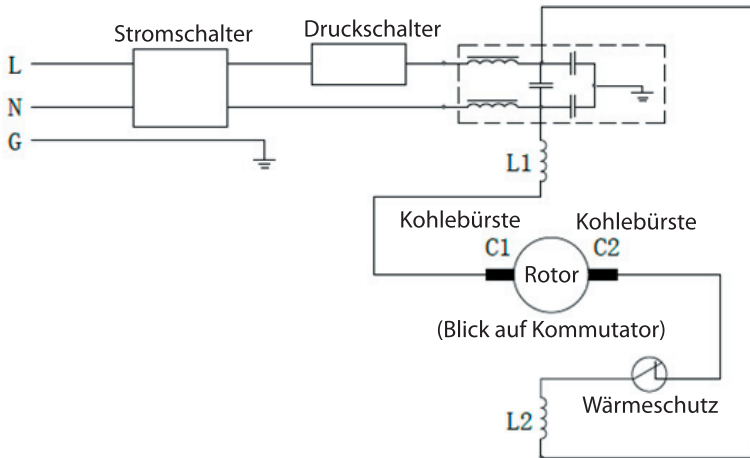 Stromschalter
Druckschalter
L
N
G
L1
Kohlebürste
Kohlebürste
C1
C2
Rotor
(Blick auf Kommutator)
Wärmeschutz
L2